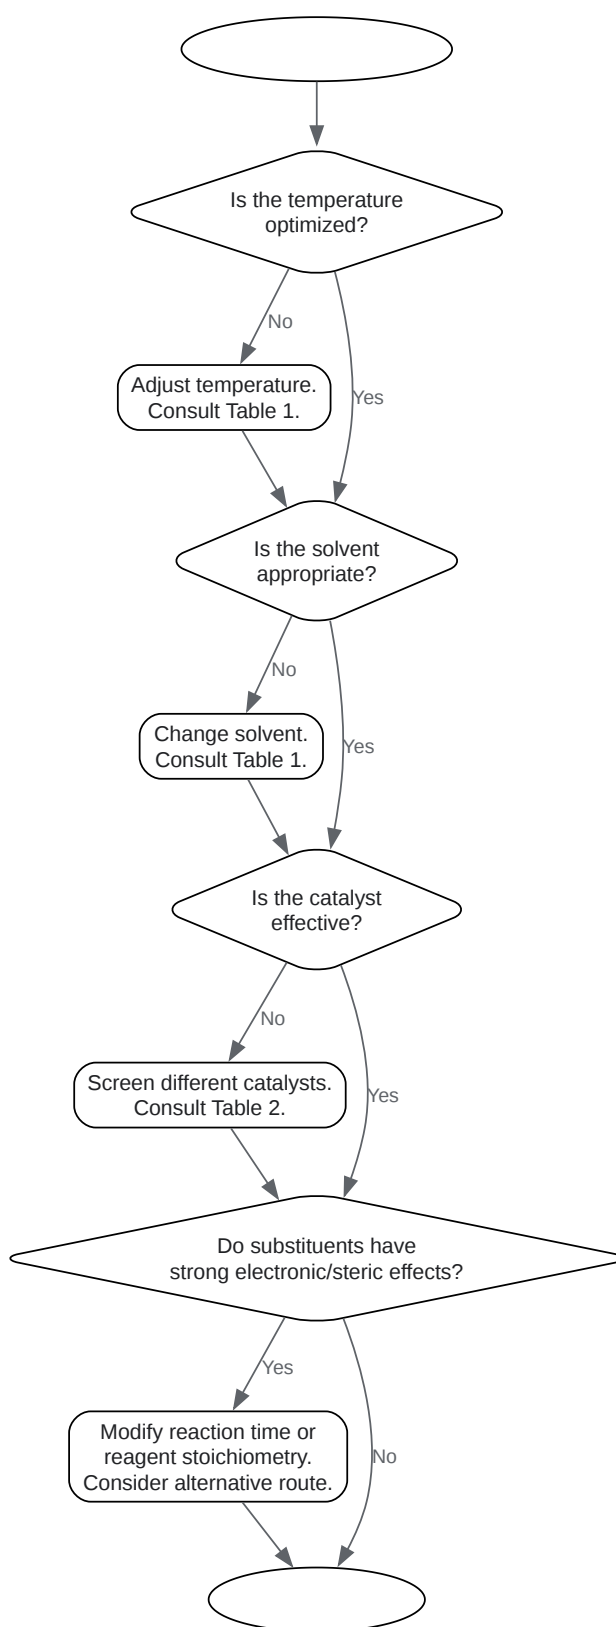 Is the temperature
optimized?
No
Adjust temperature.
Consult Table 1.
Yes
Is the solvent
appropriate?
No
Change solvent.
Consult Table 1.
Yes
Is the catalyst
effective?
No
Screen different catalysts.
Consult Table 2.
Yes
Do substituents have
strong electronic/steric effects?
Yes
Modify reaction time or
reagent stoichiometry.
Consider alternative route.
No